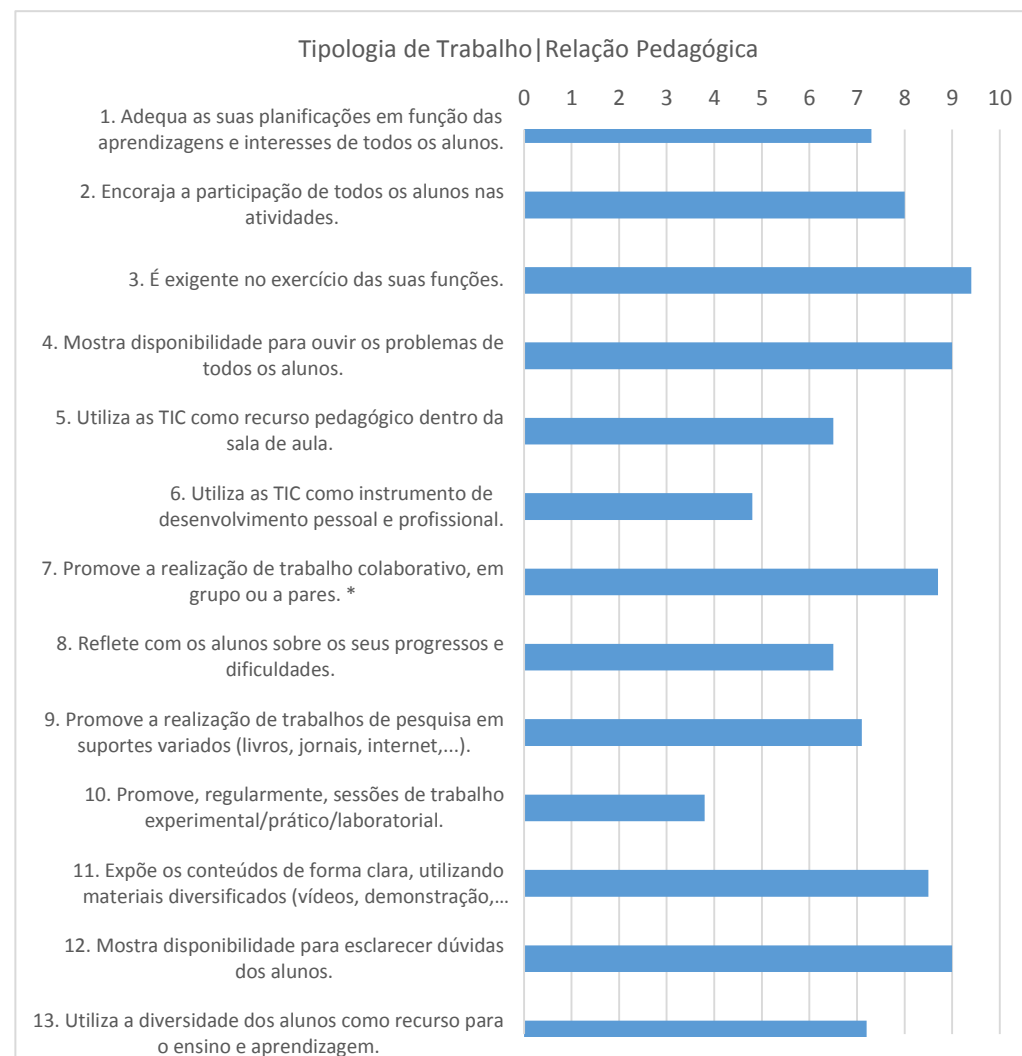 Tipologia de Trabalho|Relação Pedagógica
0 1 2 3 4 5 6 7 8 9 10
1. Adequa as suas planificações em função das
aprendizagens e interesses de todos os alunos.
2. Encoraja a participação de todos os alunos nas
atividades.
3. É exigente no exercício das suas funções.
4. Mostra disponibilidade para ouvir os problemas de
todos os alunos.
5. Utiliza as TIC como recurso pedagógico dentro da
sala de aula.
6. Utiliza as TIC como instrumento de
desenvolvimento pessoal e profissional.
7. Promove a realização de trabalho colaborativo, em
grupo ou a pares. *
8. Reflete com os alunos sobre os seus progressos e
dificuldades.
9. Promove a realização de trabalhos de pesquisa em
suportes variados (livros, jornais, internet,...).
10. Promove, regularmente, sessões de trabalho
experimental/prático/laboratorial.
11. Expõe os conteúdos de forma clara, utilizando
materiais diversificados (vídeos, demonstração,...
12. Mostra disponibilidade para esclarecer dúvidas
dos alunos.
13. Utiliza a diversidade dos alunos como recurso para
o ensino e aprendizagem.